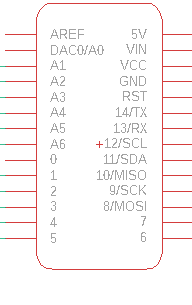 AREF 5V
DAC0/A0 VIN
A1 VCC
A2 GND
A3 RST
A4 14/TX
A5 13/RX
A6 +12/SCL
0 11/SDA
1 10/MISO
2 9/SCK
3 8/MOSI
4 7
5 6